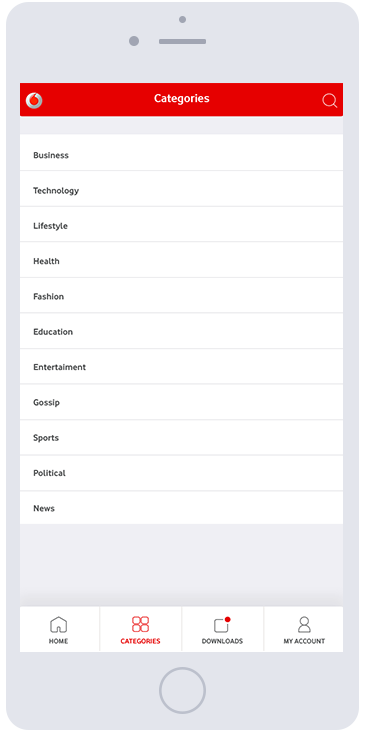 Categories
Business
Technology
Lifestyle
Health
Fashion
Education
Entertaiment
Gossip
Sports
Political
News
HOME CATEGORIES DOWNLOADS MY ACCOUNT